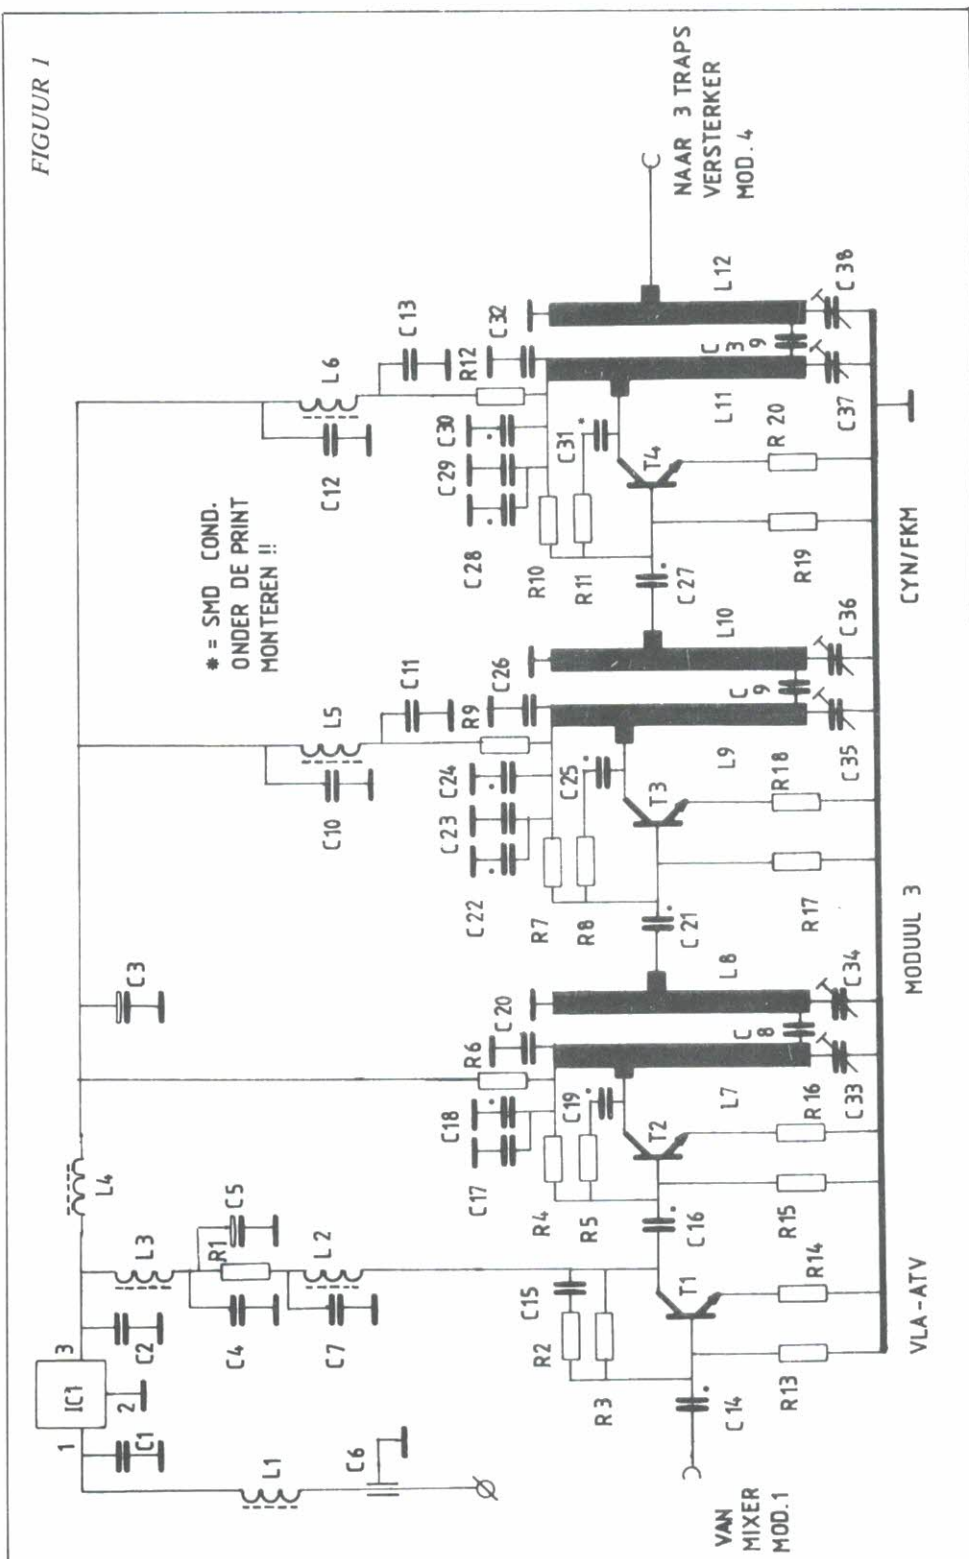 FIGUUR 1
* = SMD COND.
ONDER DE PRINT
MONTEREN !!
VAN
MIXER
MOD.1
NAAR 3 TRAPS
VERSTERKER
MOD.4
1
IC1
3
2
C1
C2
L1
C6
L3
R1
C5
C4
L2
C7
L4
C3
L5
C10
C11
L6
C12
C13
C15
R2
R3
T1
C14
R13
R14
C17
C18
R6
C20
R4
R5
C19
T2
C16
R15
R16
L7
C8
L8
C33
C34
C22
C23
C24
R9
C26
R7
R8
C25
T3
C21
R17
R18
L9
C9
L10
C35
C36
C28
C29
C30
R12
C32
R10
R11
C31
T4
C27
R19
R20
L11
C39
L12
C37
C38
VLA-ATV
MODUUL 3
CYN/FKM